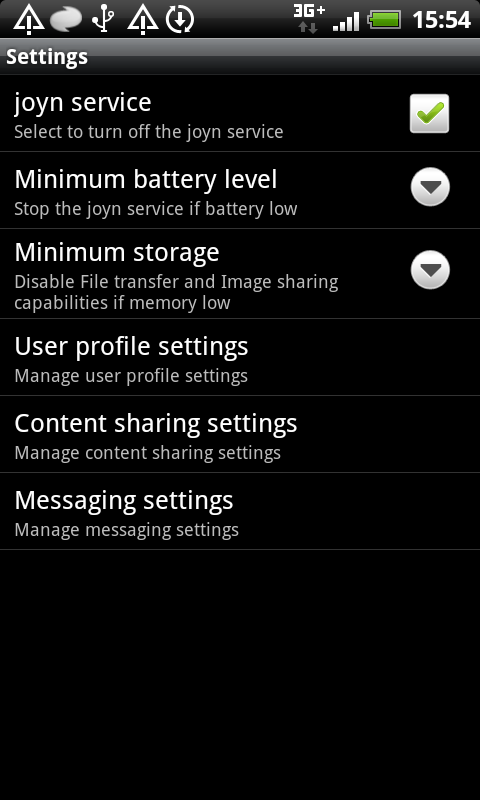 3G+ 15:54
Settings
joyn service
Select to turn off the joyn service
Minimum battery level
Stop the joyn service if battery low
Minimum storage
Disable File transfer and Image sharing
capabilities if memory low
User profile settings
Manage user profile settings
Content sharing settings
Manage content sharing settings
Messaging settings
Manage messaging settings